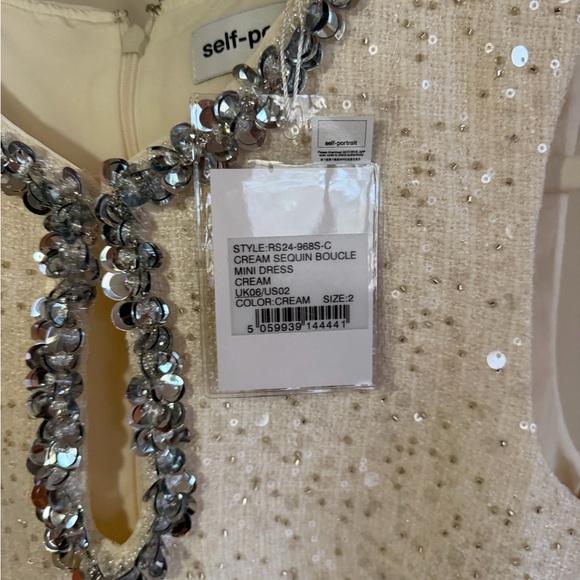 self-po
self-portrait
STYLE:RS24-968S-C
CREAM SEQUIN BOUCLE
MINI DRESS
CREAM
UK06/US02
COLOR:CREAM SIZE:2
5 059939 144441